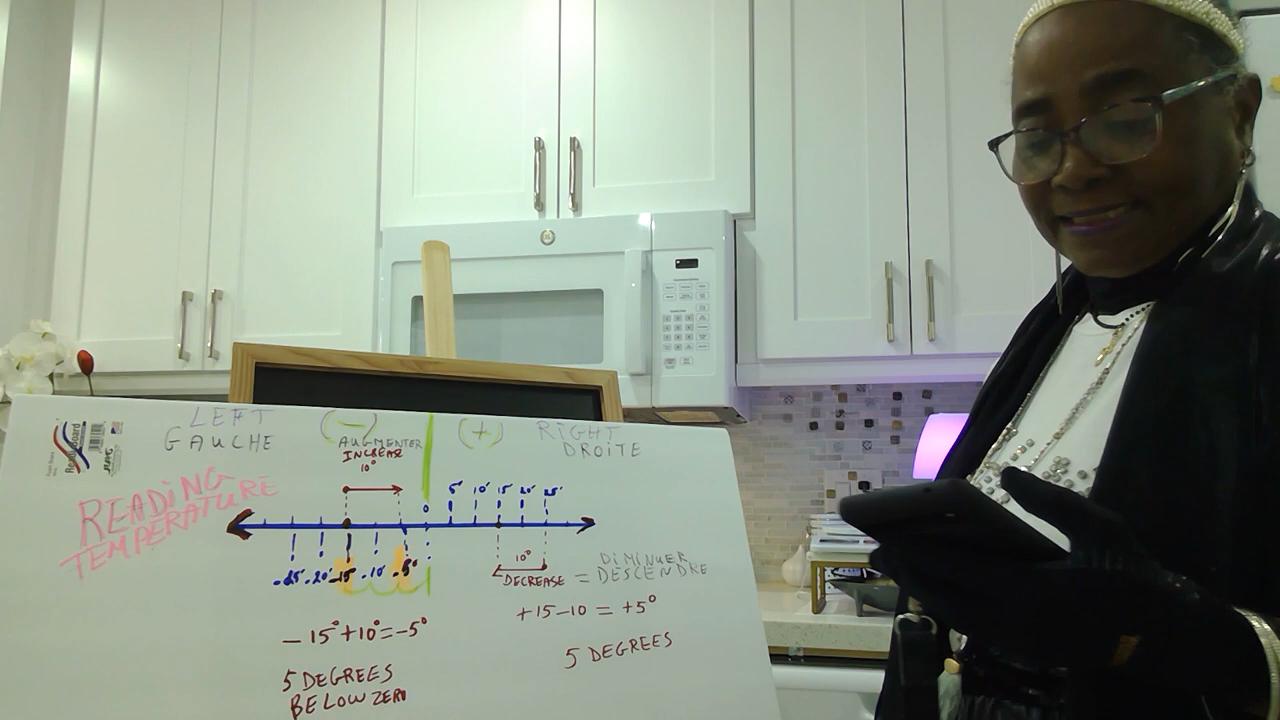 LEFT
GAUCHE
(-)
AUGMENTER
INCREASE
10°
(+)
RIGHT
DROITE
READING
TEMPERATURE
0 5° 10° 15° 20° 25°
-25° -20° -15° -10° -5°
10°
DECREASE = DIMINUER
DESCENDRE
-15°+10°=-5°
5 DEGREES
BELOW ZERO
+15-10 = +5°
5 DEGREES